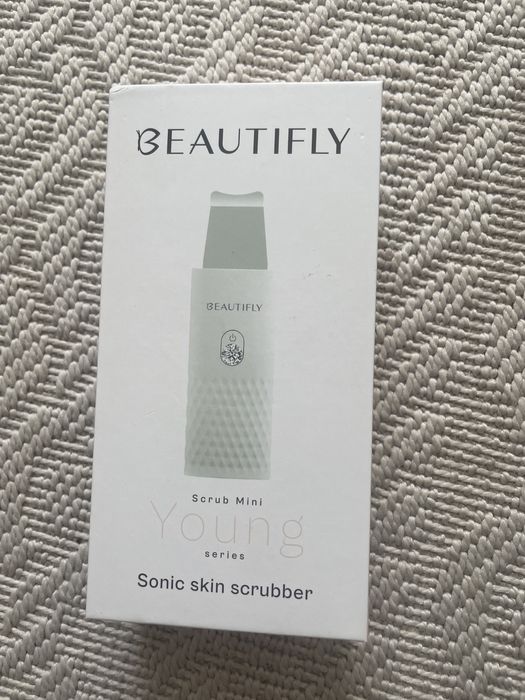 BEAUTIFLY
BEAUTIFLY
Scrub Mini
Young
series
Sonic skin scrubber